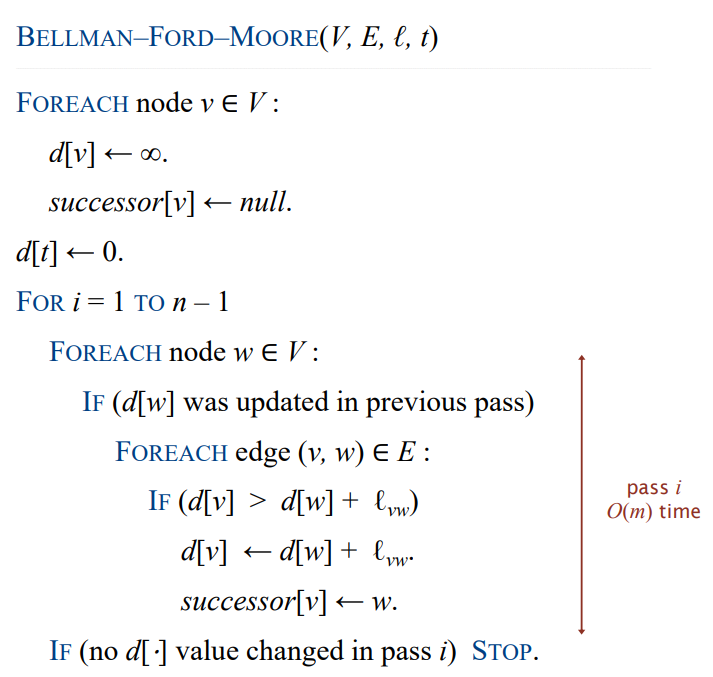 BELLMAN–FORD–MOORE(V, E, ℓ, t)
FOREACH node v ∈ V :
d[v] ← ∞.
successor[v] ← null.
d[t] ← 0.
FOR i = 1 TO n – 1
FOREACH node w ∈ V :
IF (d[w] was updated in previous pass)
FOREACH edge (v, w) ∈ E :
IF (d[v] > d[w] + ℓvw)
d[v] ← d[w] + ℓvw.
successor[v] ← w.
IF (no d[·] value changed in pass i) STOP.
pass i
O(m) time